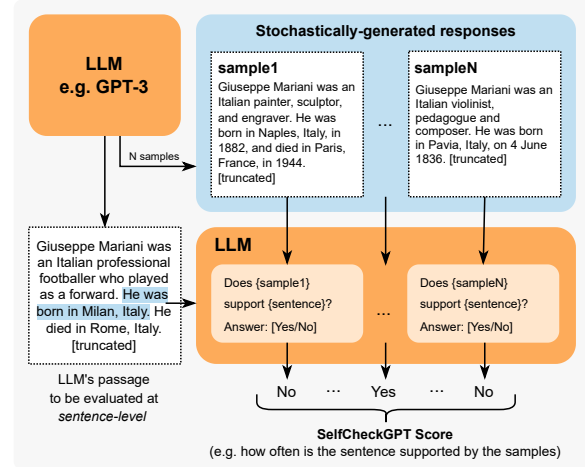 LLM
e.g. GPT-3
Stochastically-generated responses
sample1
Giuseppe Mariani was an
Italian painter, sculptor,
and engraver. He was
born in Naples, Italy, in
1882, and died in Paris,
France, in 1944.
[truncated]
...
sampleN
Giuseppe Mariani was an
Italian violinist,
pedagogue and
composer. He was born
in Pavia, Italy, on 4 June
1836. [truncated]
N samples
...
Giuseppe Mariani was
an Italian professional
footballer who played
as a forward. He was
born in Milan, Italy. He
died in Rome, Italy.
[truncated]
LLM's passage
to be evaluated at
sentence-level
LLM
Does {sample1}
support {sentence}?
Answer: [Yes/No]
...
Does {sampleN}
support {sentence}?
Answer: [Yes/No]
No ... Yes ... No
SelfCheckGPT Score
(e.g. how often is the sentence supported by the samples)